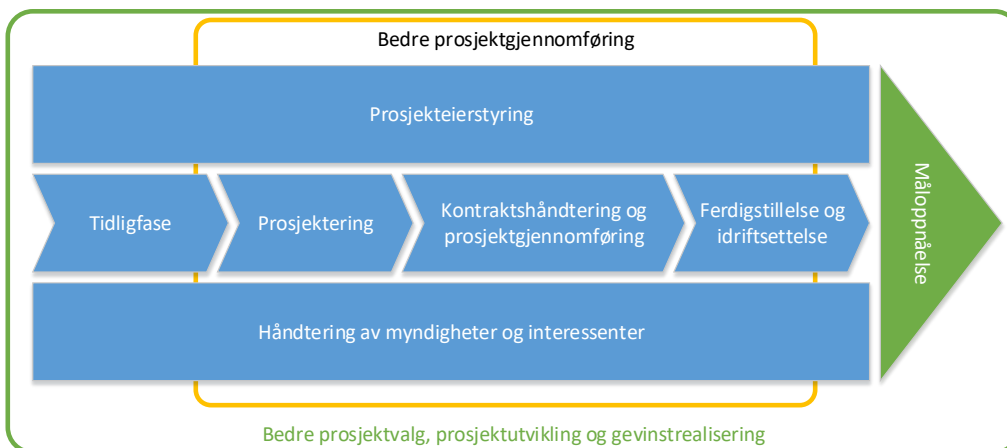 Bedre prosjektgjennomføring
Prosjekteierstyring
Tidligfase
Prosjektering
Kontraktshåndtering og
prosjektgjennomføring
Ferdigstillelse og
idriftsettelse
Måloppnåelse
Håndtering av myndigheter og interessenter
Bedre prosjektvalg, prosjektutvikling og gevinstrealisering